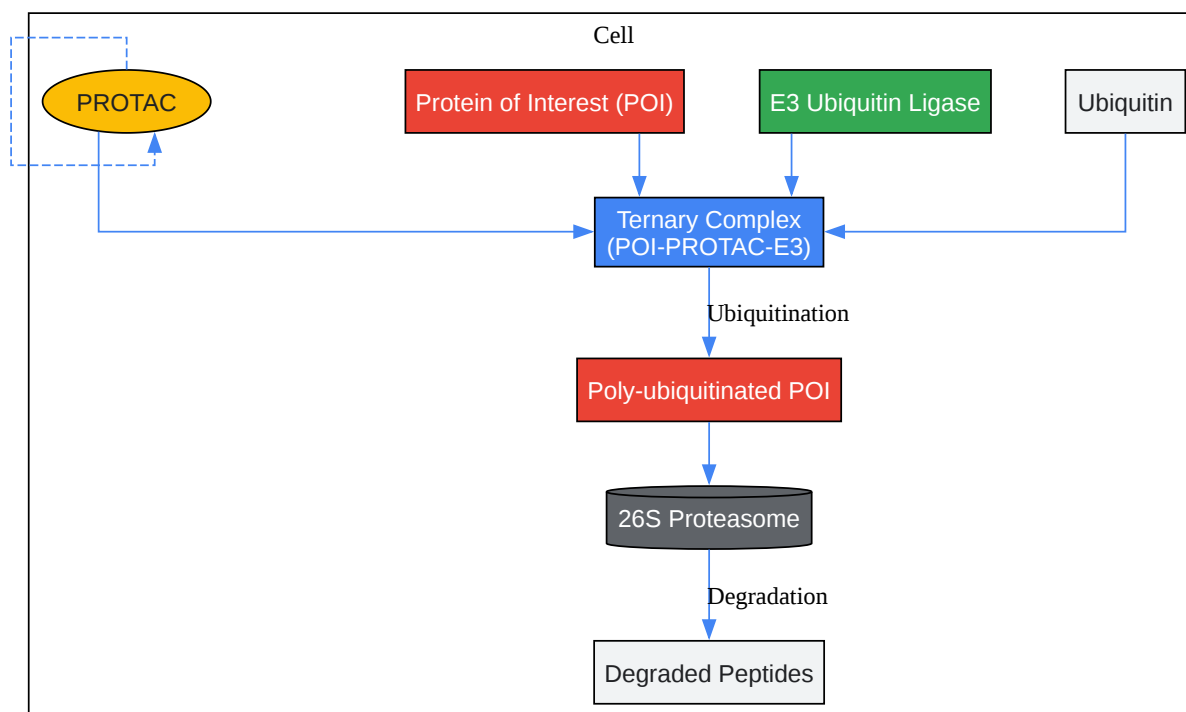 Cell
PROTAC
Protein of Interest (POI)
E3 Ubiquitin Ligase
Ubiquitin
Ternary Complex
(POI-PROTAC-E3)
Ubiquitination
Poly-ubiquitinated POI
26S Proteasome
Degradation
Degraded Peptides